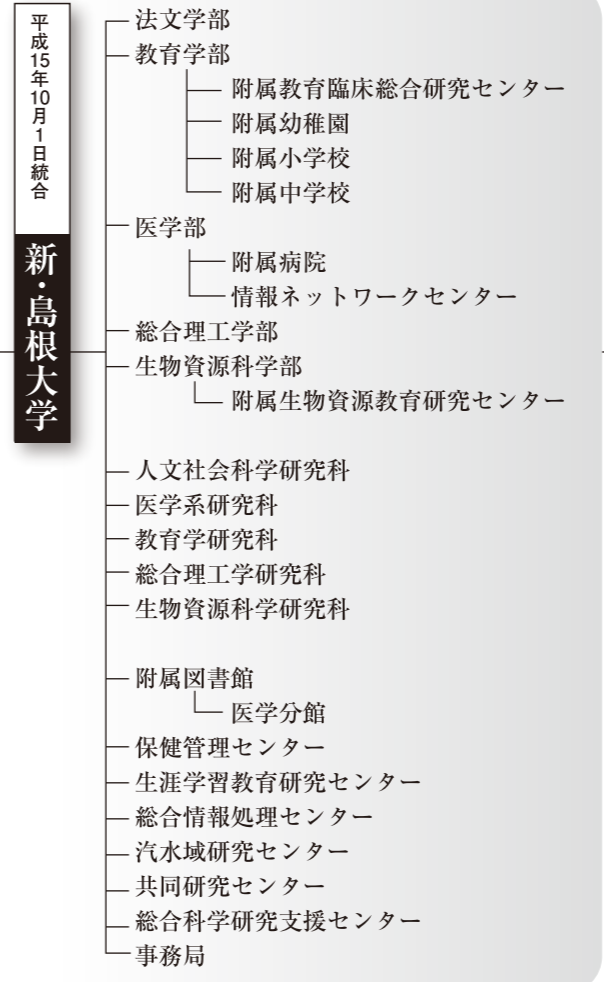 平成15年10月1日統合
新・島根大学
法文学部
教育学部
附属教育臨床総合研究センター
附属幼稚園
附属小学校
附属中学校
医学部
附属病院
情報ネットワークセンター
総合理工学部
生物資源科学部
附属生物資源教育研究センター
人文社会科学研究科
医学系研究科
教育学研究科
総合理工学研究科
生物資源科学研究科
附属図書館
医学分館
保健管理センター
生涯学習教育研究センター
総合情報処理センター
汽水域研究センター
共同研究センター
総合科学研究支援センター
事務局